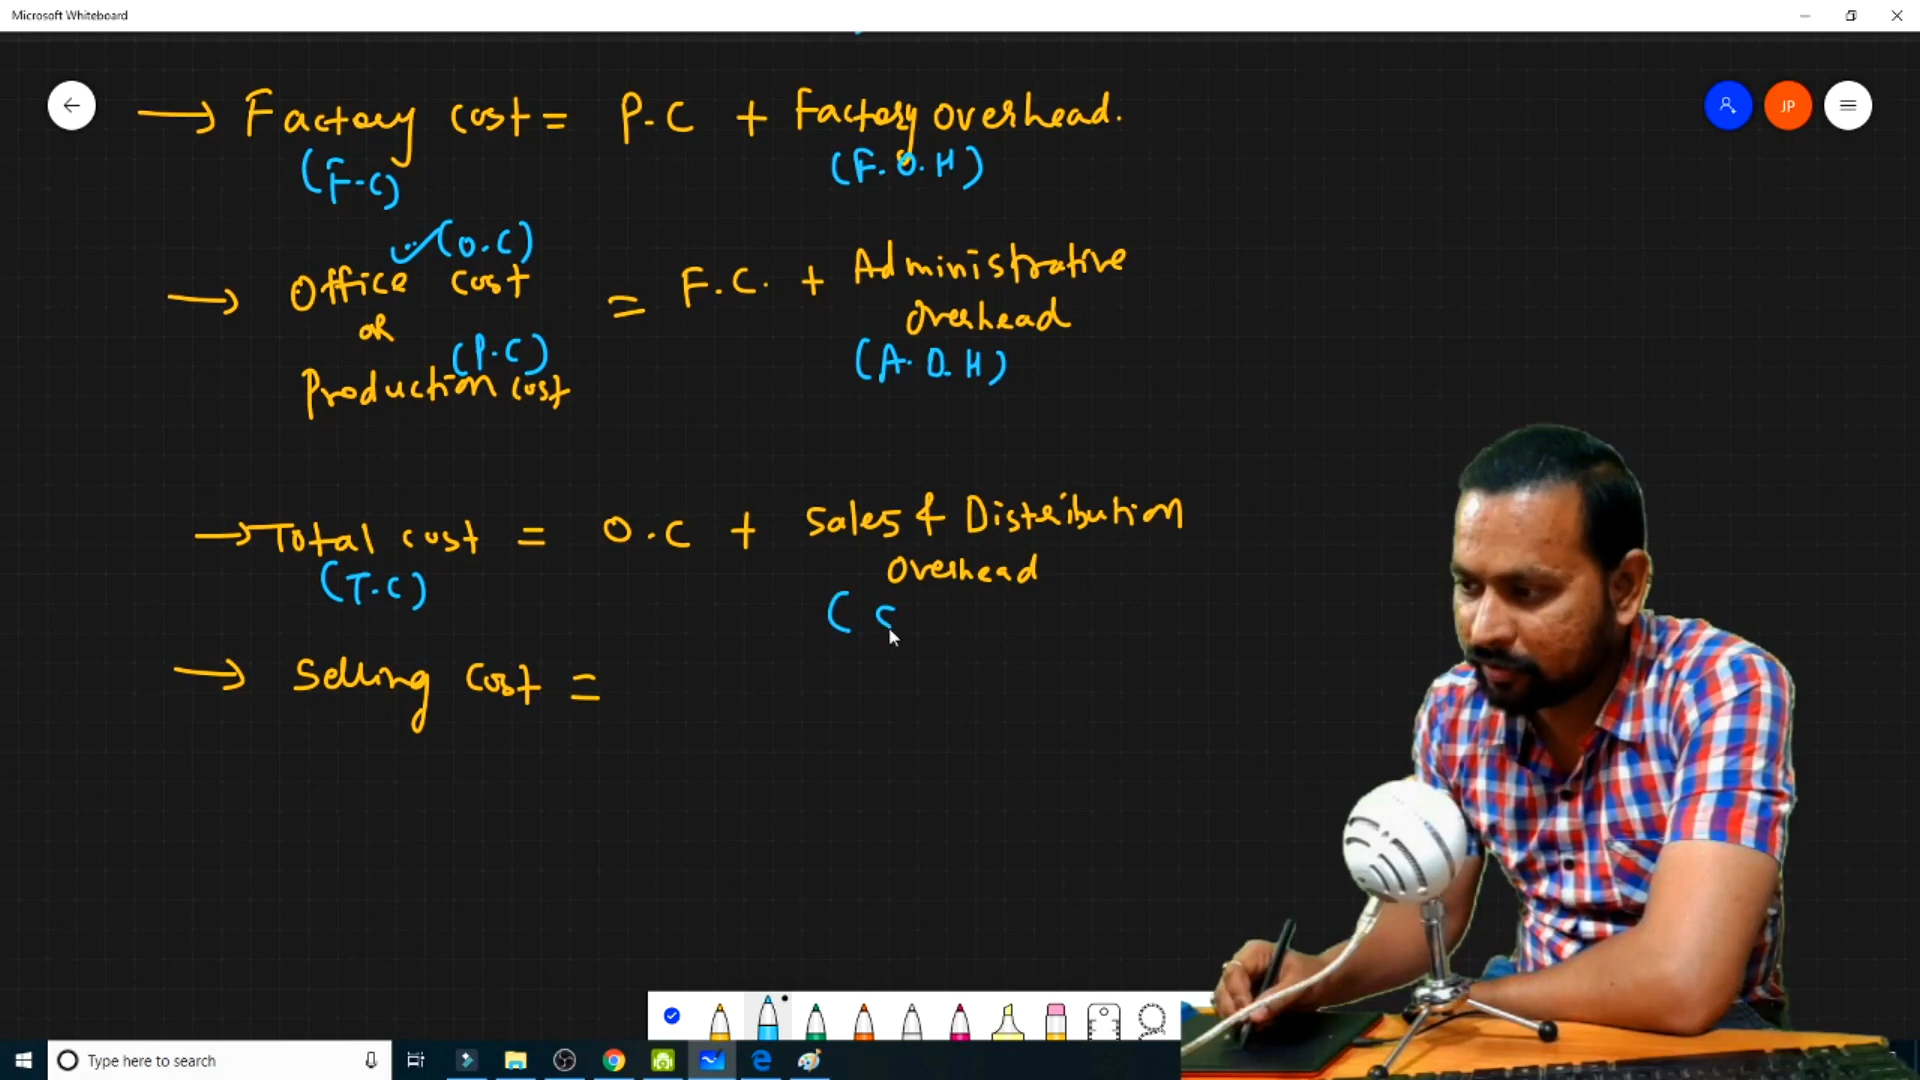 Microsoft Whiteboard
→ Factory cost = P.C + Factory overhead.
(F.C) (F.O.H)
JP
(O.C)
→ Office cost = F.C. + Administrative
or overhead
(P.C) (A.O.H)
Production cost
→ Total cost = O.C + Sales & Distribution
Overhead
(T.C) ( S
→ Selling cost =
Type here to search